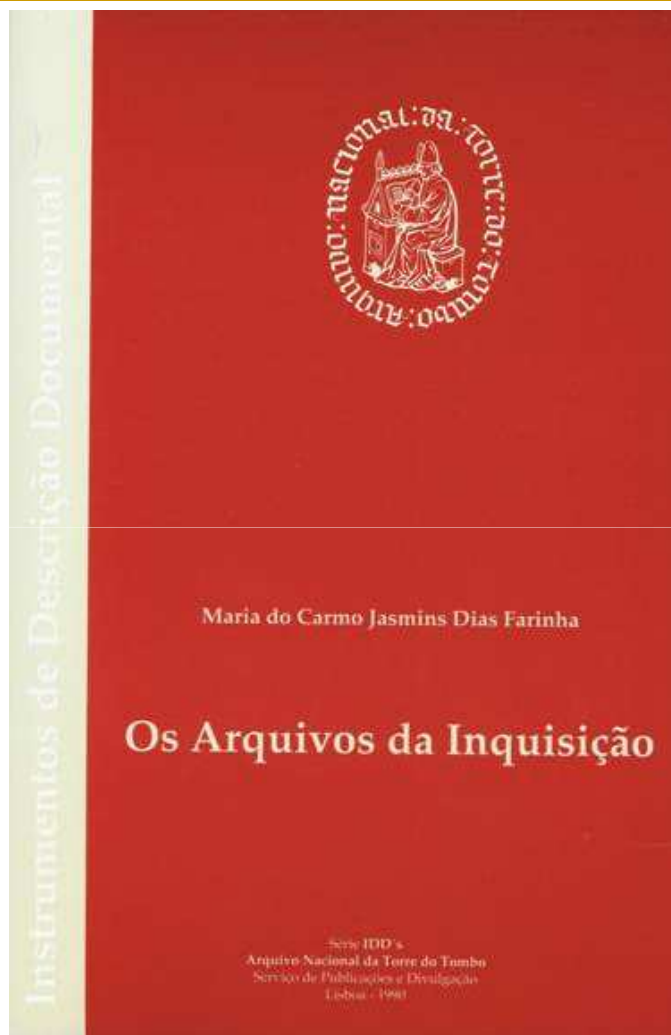 Instrumentos de Descrição Documental
arquivo:nacional:da:torre:do:tombo:
Maria do Carmo Jasmins Dias Farinha
Os Arquivos da Inquisição
Série IDD´s
Arquivo Nacional da Torre do Tombo
Serviço de Publicações e Divulgação
Lisboa - 1990